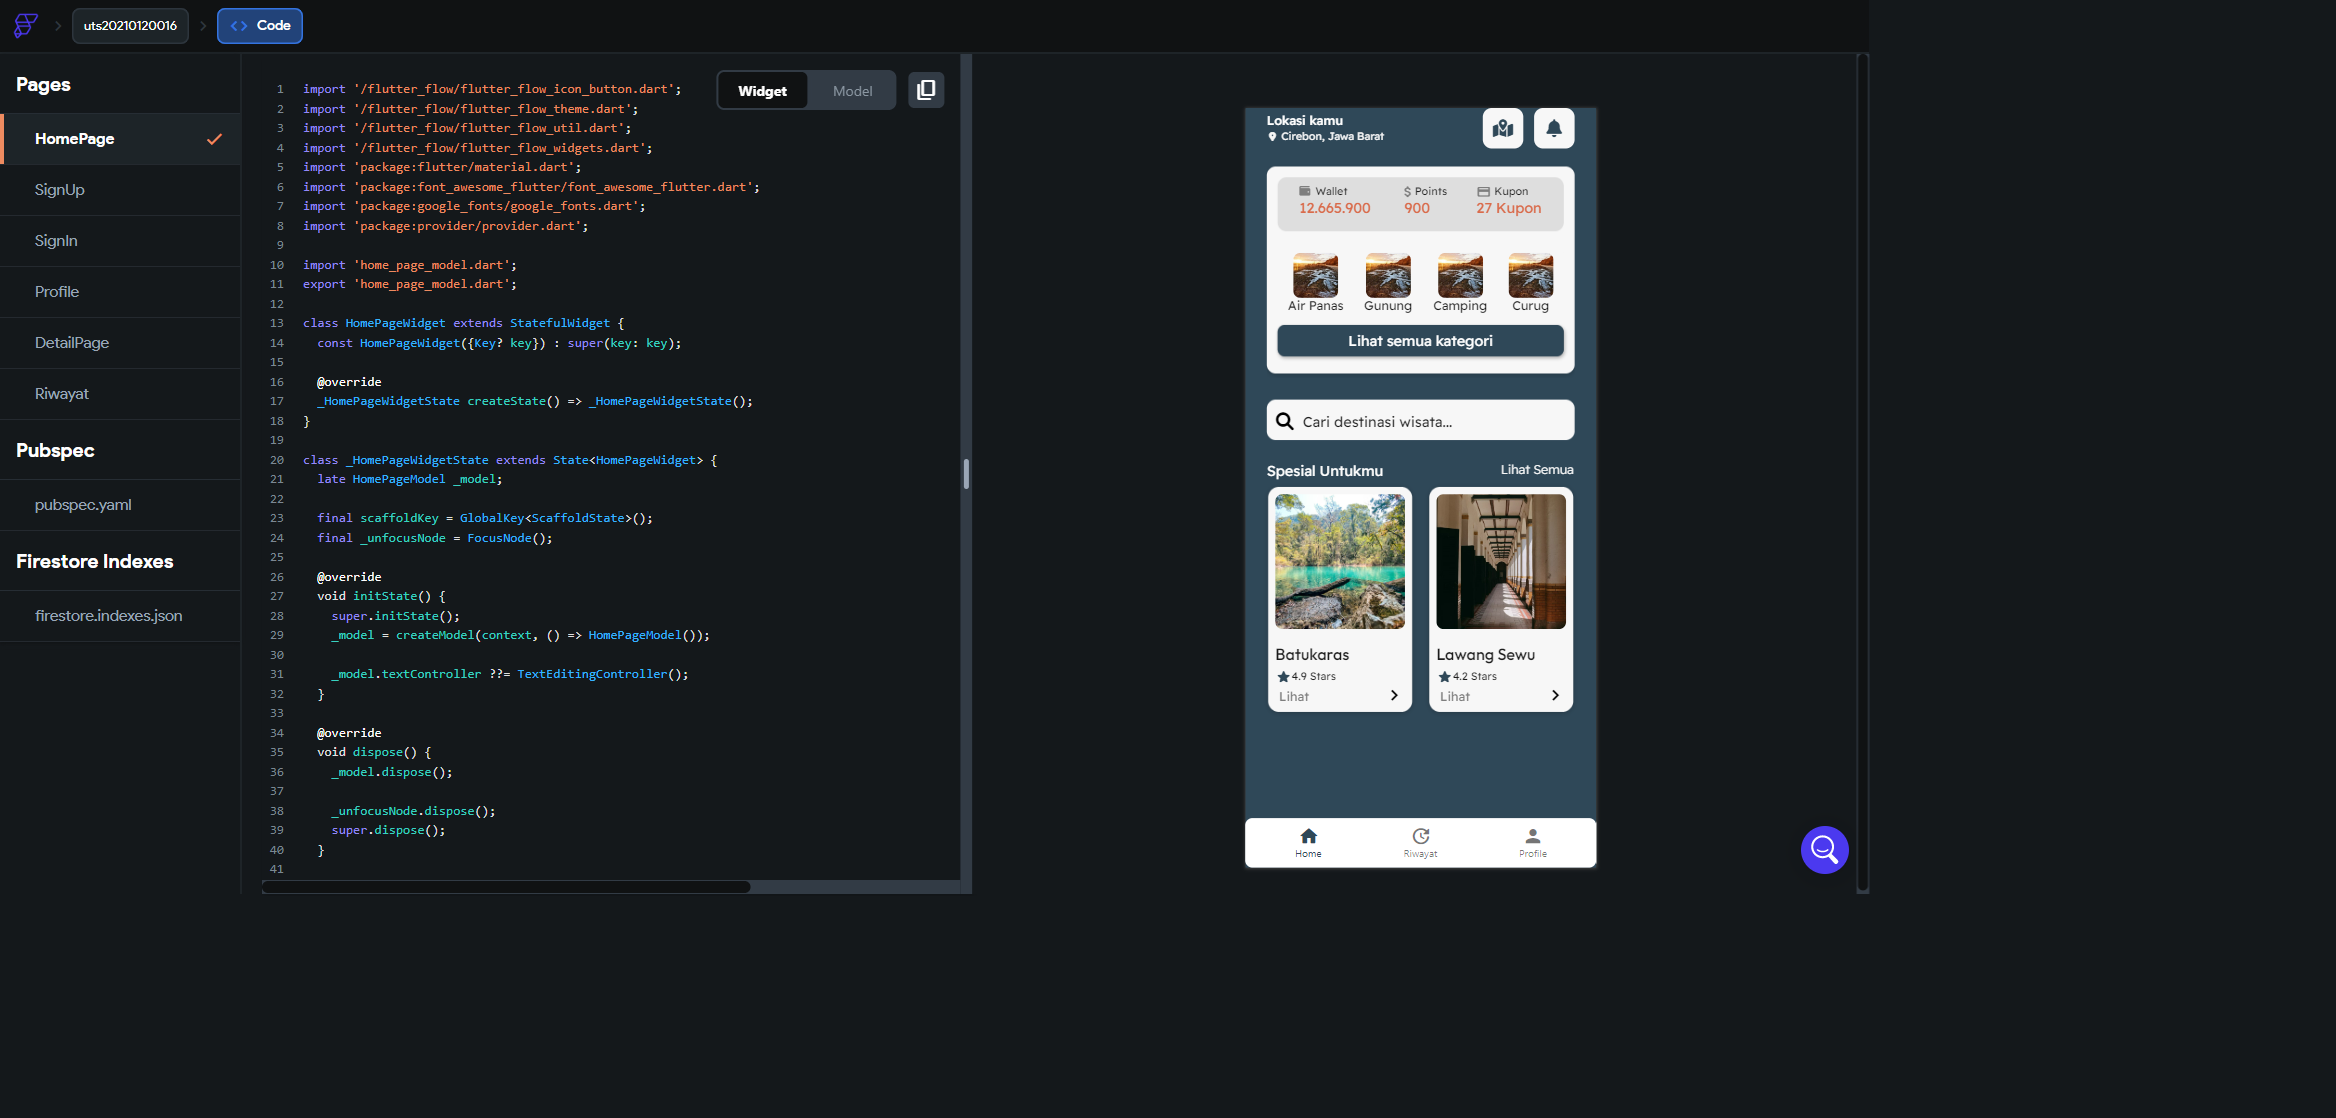 uts20210120016
Code
Pages
HomePage
SignUp
SignIn
Profile
DetailPage
Riwayat
Pubspec
pubspec.yaml
Firestore Indexes
firestore.indexes.json
Widget
Model
1 import '/flutter_flow/flutter_flow_icon_button.dart';
2 import '/flutter_flow/flutter_flow_theme.dart';
3 import '/flutter_flow/flutter_flow_util.dart';
4 import '/flutter_flow/flutter_flow_widgets.dart';
5 import 'package:flutter/material.dart';
6 import 'package:font_awesome_flutter/font_awesome_flutter.dart';
7 import 'package:google_fonts/google_fonts.dart';
8 import 'package:provider/provider.dart';
9
10 import 'home_page_model.dart';
11 export 'home_page_model.dart';
12
13 class HomePageWidget extends StatefulWidget {
14   const HomePageWidget({Key? key}) : super(key: key);
15
16   @override
17   _HomePageWidgetState createState() => _HomePageWidgetState();
18 }
19
20 class _HomePageWidgetState extends State<HomePageWidget> {
21   late HomePageModel _model;
22
23   final scaffoldKey = GlobalKey<ScaffoldState>();
24   final _unfocusNode = FocusNode();
25
26   @override
27   void initState() {
28     super.initState();
29     _model = createModel(context, () => HomePageModel());
30
31     _model.textController ??= TextEditingController();
32   }
33
34   @override
35   void dispose() {
36     _model.dispose();
37
38     _unfocusNode.dispose();
39     super.dispose();
40   }
41
Lokasi kamu
Cirebon, Jawa Barat
Wallet $ Points Kupon
12.665.900 900 27 Kupon
Air Panas Gunung Camping Curug
Lihat semua kategori
Cari destinasi wisata...
Spesial Untukmu Lihat Semua
Batukaras Lawang Sewu
4.9 Stars 4.2 Stars
Lihat Lihat
Home Riwayat Profile